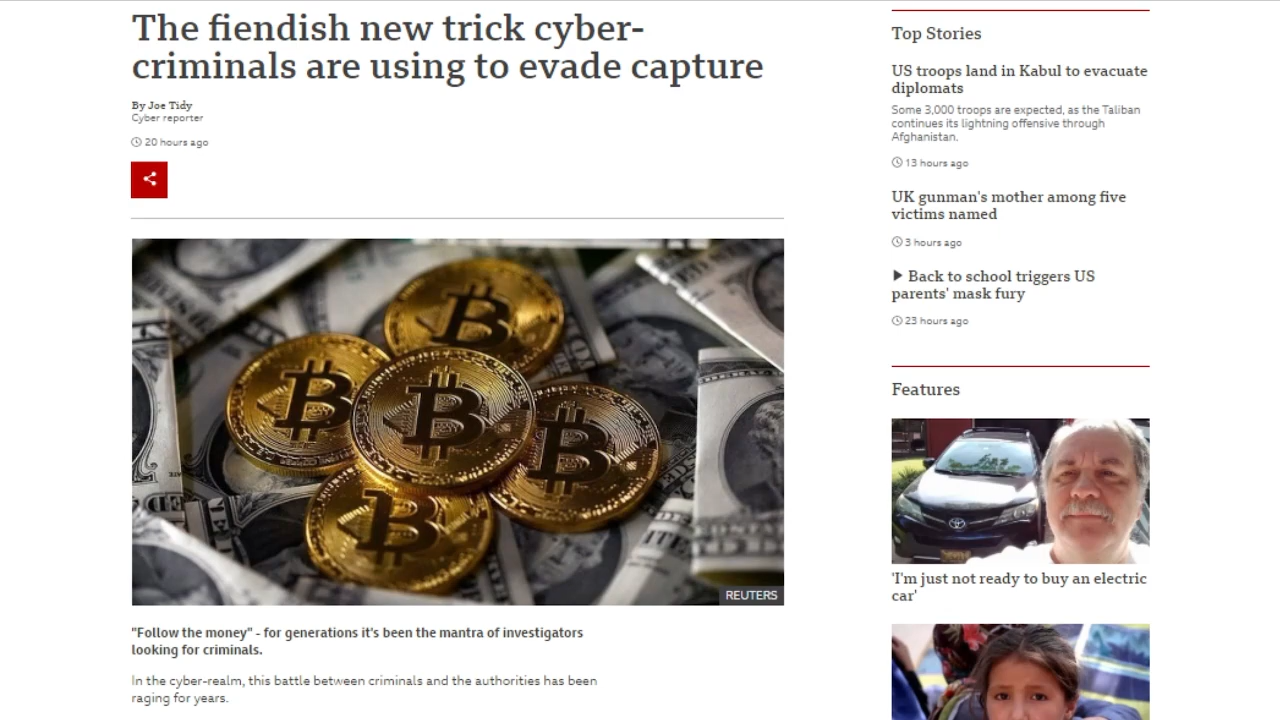 The fiendish new trick cyber-
criminals are using to evade capture
By Joe Tidy
Cyber reporter
20 hours ago
REUTERS
"Follow the money" - for generations it's been the mantra of investigators
looking for criminals.
In the cyber-realm, this battle between criminals and the authorities has been
raging for years.
Top Stories
US troops land in Kabul to evacuate
diplomats
Some 3,000 troops are expected, as the Taliban
continues its lightning offensive through
Afghanistan.
13 hours ago
UK gunman's mother among five
victims named
3 hours ago
Back to school triggers US
parents' mask fury
23 hours ago
Features
'I'm just not ready to buy an electric
car'